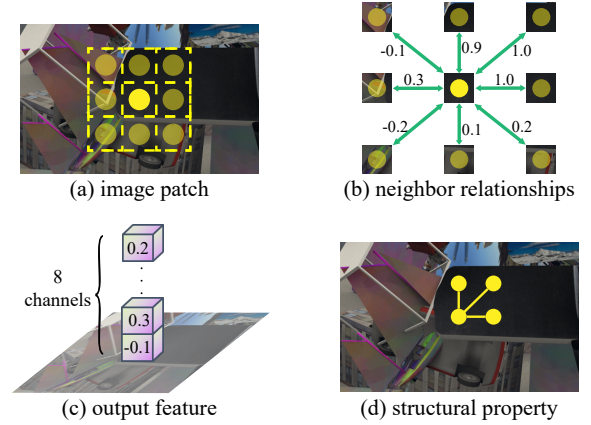 -0.1
0.9
1.0
0.3
1.0
-0.2
0.1
0.2
(a) image patch
(b) neighbor relationships
0.2
8
channels
0.3
-0.1
(c) output feature
(d) structural property